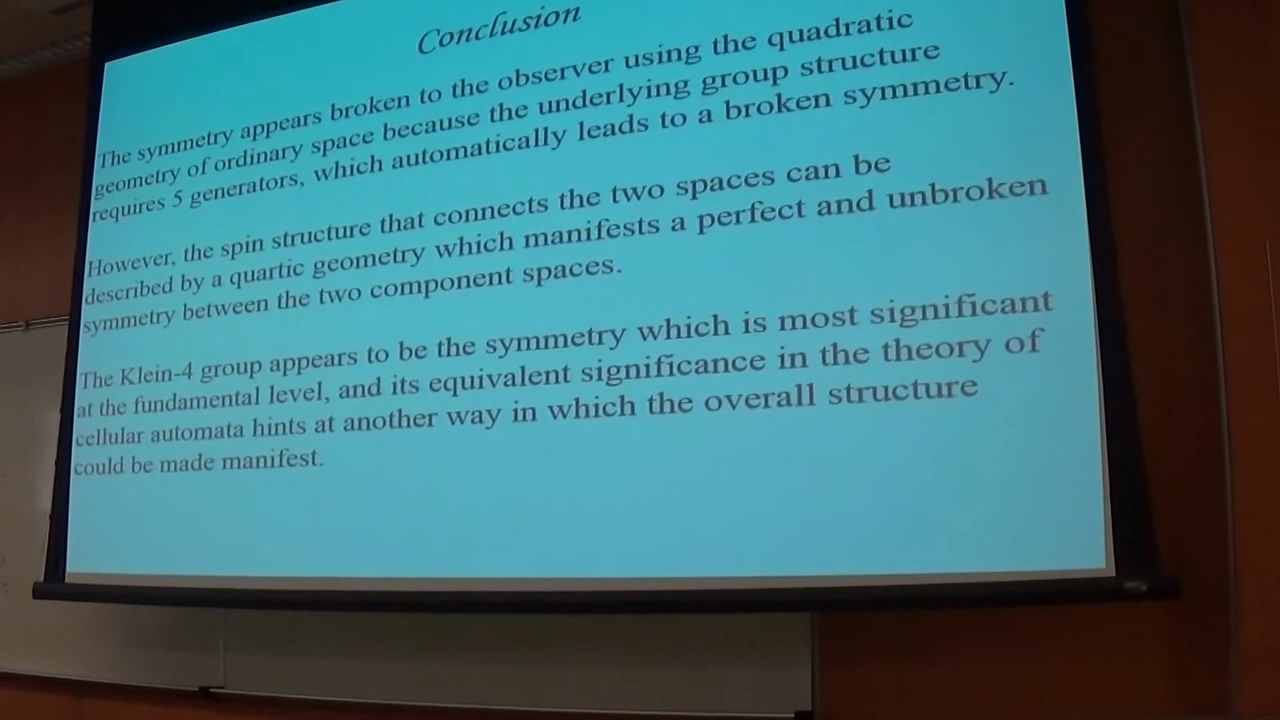 Conclusion
The symmetry appears broken to the observer using the quadratic
geometry of ordinary space because the underlying group structure
requires 5 generators, which automatically leads to a broken symmetry.
However, the spin structure that connects the two spaces can be
described by a quartic geometry which manifests a perfect and unbroken
symmetry between the two component spaces.
The Klein-4 group appears to be the symmetry which is most significant
at the fundamental level, and its equivalent significance in the theory of
cellular automata hints at another way in which the overall structure
could be made manifest.